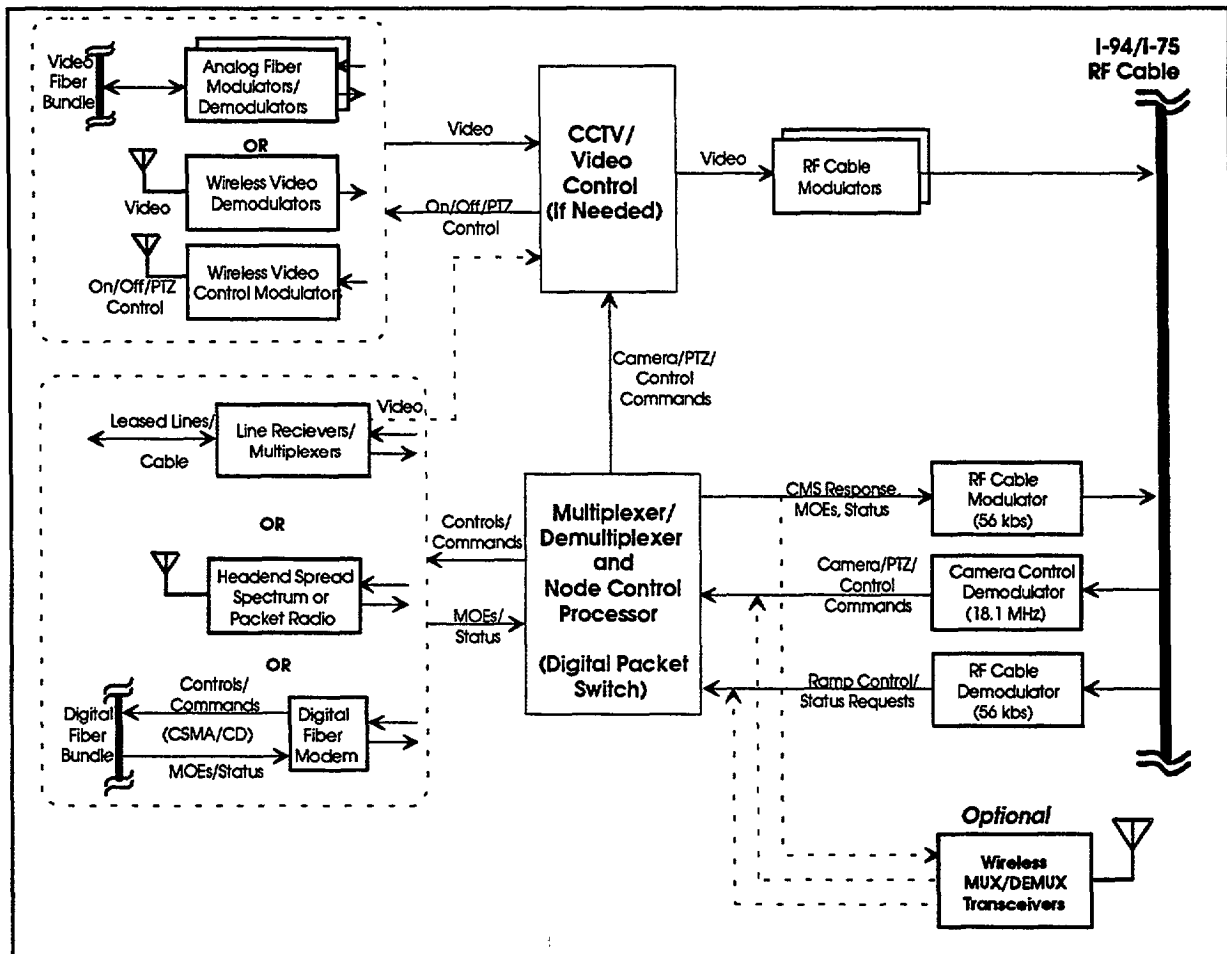 Video
Fiber
Bundle
Analog Fiber
Modulators/
Demodulators
OR
Wireless Video
Demodulators
Video
Wireless Video
Control Modulators
On/Off/PTZ
Control
Video
On/Off/PTZ
Control
CCTV/
Video
Control
(If Needed)
Video
RF Cable
Modulators
I-94/I-75
RF Cable
Camera/PTZ/
Control
Commands
Leased Lines/
Cable
Line Recievers/
Multiplexers
Video
OR
Headend Spread
Spectrum or
Packet Radio
OR
Digital
Fiber
Bundle
Controls/
Commands
(CSMA/CD)
MOEs/Status
Digital
Fiber
Modem
Controls/
Commands
MOEs/
Status
Multiplexer/
Demultiplexer
and
Node Control
Processor
(Digital Packet
Switch)
CMS Response,
MOEs, Status
RF Cable
Modulator
(56 kbs)
Camera/PTZ/
Control
Commands
Camera Control
Demodulator
(18.1 MHz)
Ramp Control/
Status Requests
RF Cable
Demodulator
(56 kbs)
Optional
Wireless
MUX/DEMUX
Transceivers